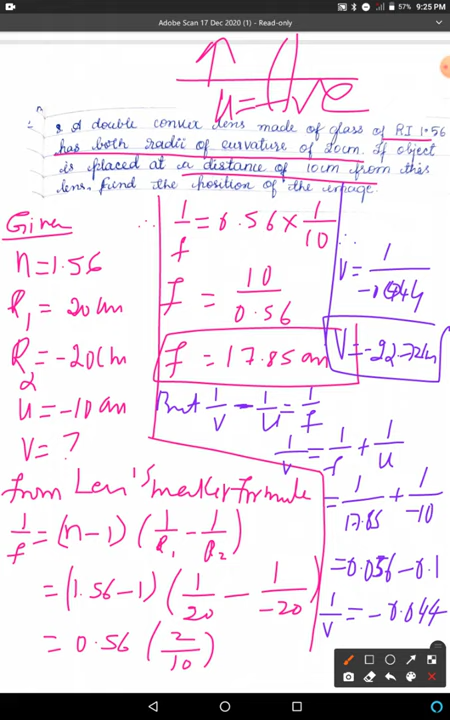 57% 9:25 PM
Adobe Scan 17 Dec 2020 (1) - Read-only
u = -ve
2. A double convex lens made of glass of RI 1.56
has both radii of curvature of 20cm. If object
is placed at a distance of 10cm from this
lens. Find the position of the image.
Given
n=1.56
R₁ = 20cm
R₂ = -20cm
u = -10cm
v = ?
from Len's maker formule
1/f = (n-1) (1/R₁ - 1/R₂)
= (1.56-1) (1/20 - 1/-20)
= 0.56 (2/10)
∴ 1/f = 0.56 × 1/10
f = 10/0.56
f = 17.85 cm
But 1/v - 1/u = 1/f
1/v = 1/f + 1/u
= 1/17.85 + 1/-10
= 0.056 - 0.1
1/v = -0.044
∴ v = 1/-0.044
v = -22.72cm